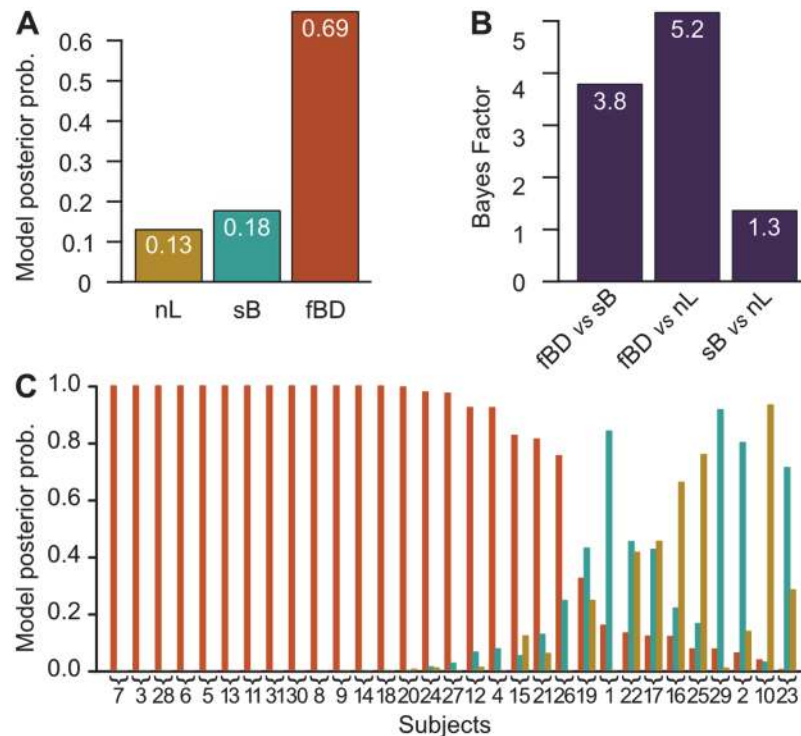 A
Model posterior prob.
0.6
0.5
0.4
0.3
0.2
0.1
0
0.13
0.18
0.69
nL
sB
fBD
B
Bayes Factor
5
4
3
2
1
0
3.8
5.2
1.3
fBD vs sB
fBD vs nL
sB vs nL
C
Model posterior prob.
1.0
0.8
0.6
0.4
0.2
0.0
7 3 28 6 5 13 11 31 30 8 9 14 18 20 24 27 12 4 15 21 26 19 1 22 17 16 25 29 2 10 23
Subjects